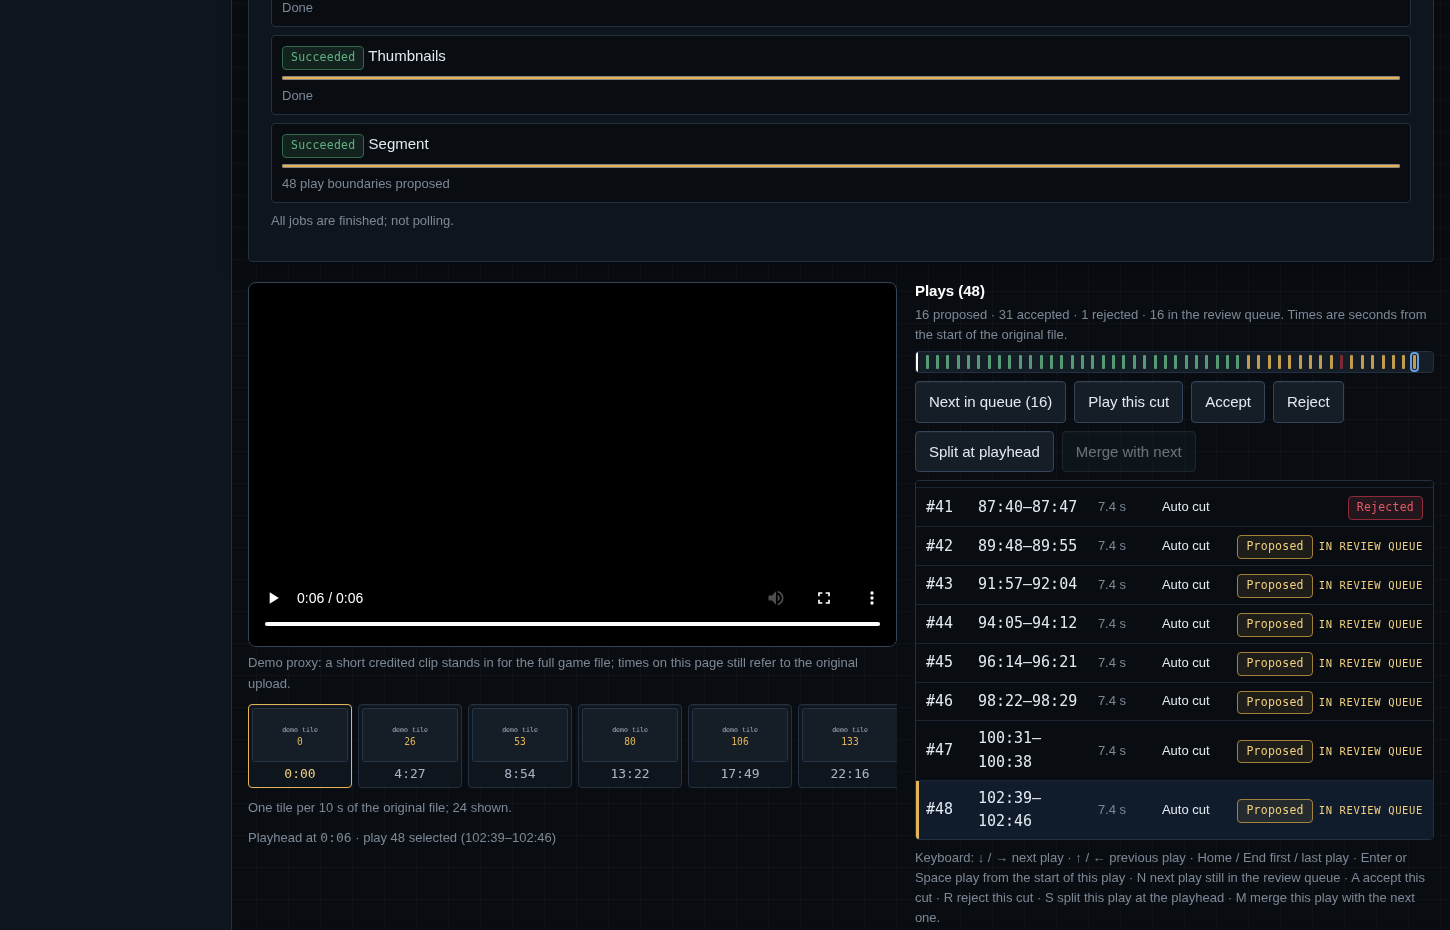 Done
Succeeded Thumbnails
Done
Succeeded Segment
48 play boundaries proposed
All jobs are finished; not polling.
0:06 / 0:06
Demo proxy: a short credited clip stands in for the full game file; times on this page still refer to the original
upload.
demo tile demo tile demo tile demo tile demo tile demo tile
0 26 53 80 106 133
0:00 4:27 8:54 13:22 17:49 22:16
One tile per 10 s of the original file; 24 shown.
Playhead at 0:06 · play 48 selected (102:39–102:46)
Plays (48)
16 proposed · 31 accepted · 1 rejected · 16 in the review queue. Times are seconds from
the start of the original file.
Next in queue (16) Play this cut Accept Reject
Split at playhead Merge with next
#41 87:40–87:47 7.4 s Auto cut Rejected
#42 89:48–89:55 7.4 s Auto cut Proposed IN REVIEW QUEUE
#43 91:57–92:04 7.4 s Auto cut Proposed IN REVIEW QUEUE
#44 94:05–94:12 7.4 s Auto cut Proposed IN REVIEW QUEUE
#45 96:14–96:21 7.4 s Auto cut Proposed IN REVIEW QUEUE
#46 98:22–98:29 7.4 s Auto cut Proposed IN REVIEW QUEUE
#47 100:31–
100:38 7.4 s Auto cut Proposed IN REVIEW QUEUE
#48 102:39–
102:46 7.4 s Auto cut Proposed IN REVIEW QUEUE
Keyboard: ↓ / → next play · ↑ / ← previous play · Home / End first / last play · Enter or
Space play from the start of this play · N next play still in the review queue · A accept this
cut · R reject this cut · S split this play at the playhead · M merge this play with the next
one.